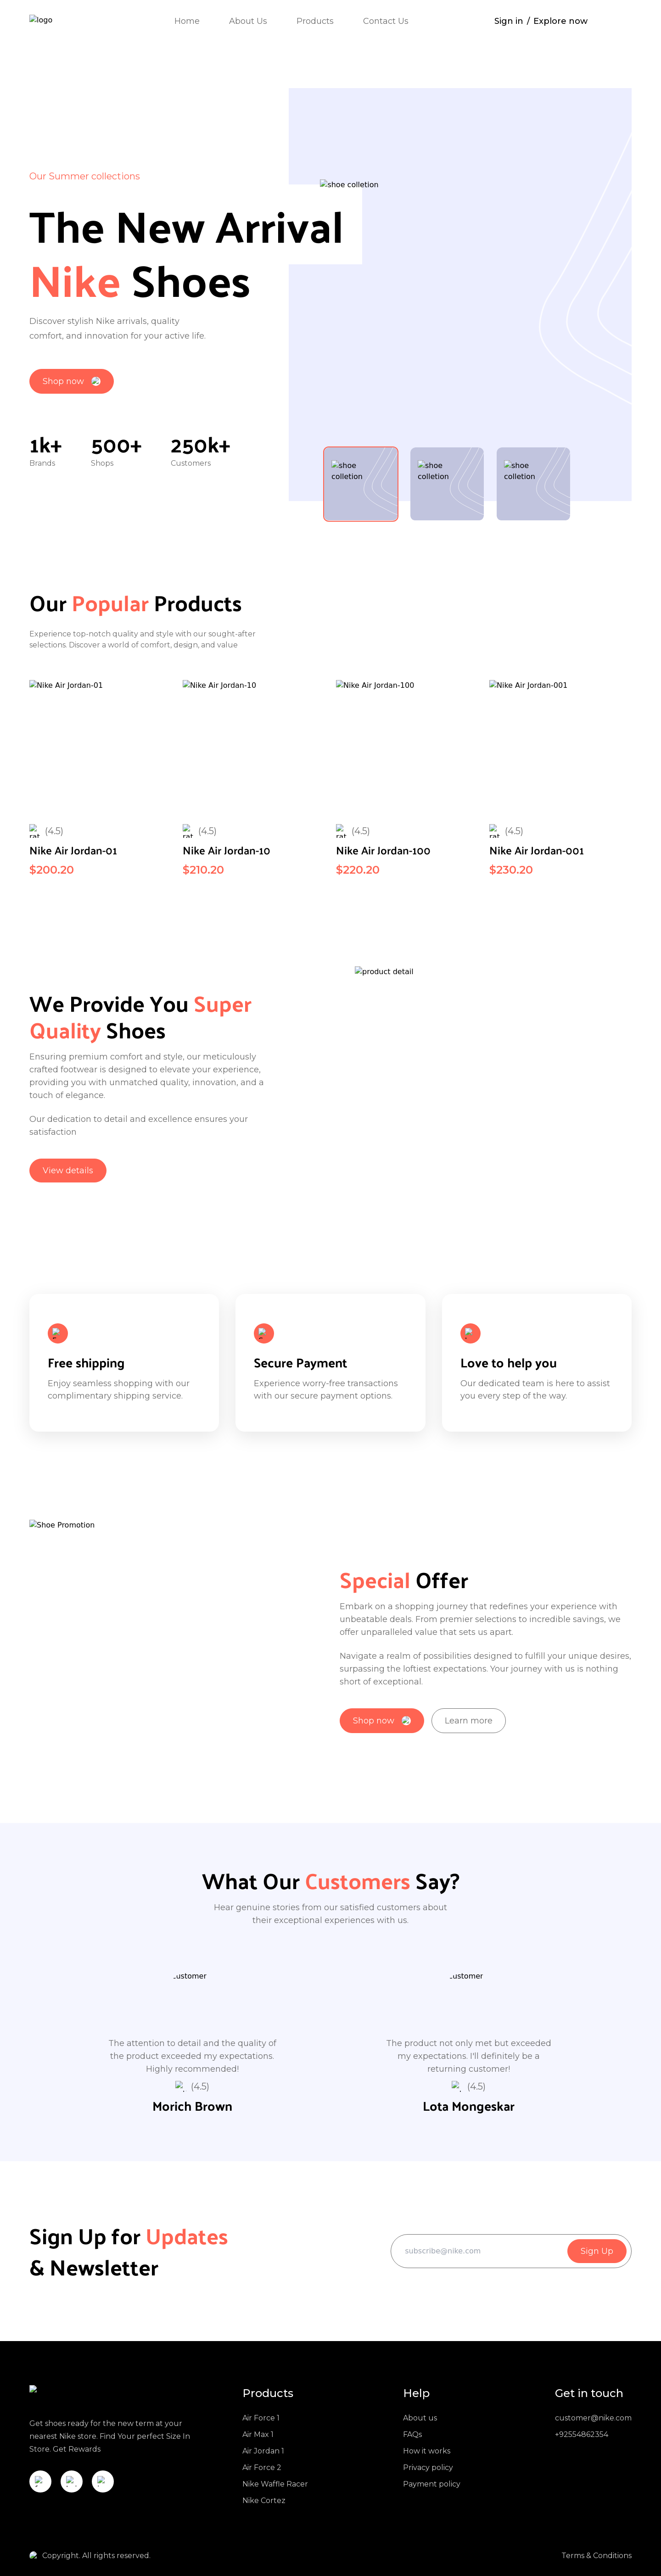 logo
Home
About Us
Products
Contact Us
Sign in / Explore now
Our Summer collections
shoe colletion
The New Arrival
Nike Shoes
Discover stylish Nike arrivals, quality
comfort, and innovation for your active life.
Shop now
1k+
Brands
500+
Shops
250k+
Customers
shoe
colletion
shoe
colletion
shoe
colletion
Our Popular Products
Experience top-notch quality and style with our sought-after
selections. Discover a world of comfort, design, and value
Nike Air Jordan-01
Nike Air Jordan-10
Nike Air Jordan-100
Nike Air Jordan-001
(4.5)
Nike Air Jordan-01
$200.20
(4.5)
Nike Air Jordan-10
$210.20
(4.5)
Nike Air Jordan-100
$220.20
(4.5)
Nike Air Jordan-001
$230.20
product detail
We Provide You Super
Quality Shoes
Ensuring premium comfort and style, our meticulously
crafted footwear is designed to elevate your experience,
providing you with unmatched quality, innovation, and a
touch of elegance.
Our dedication to detail and excellence ensures your
satisfaction
View details
Free shipping
Enjoy seamless shopping with our
complimentary shipping service.
Secure Payment
Experience worry-free transactions
with our secure payment options.
Love to help you
Our dedicated team is here to assist
you every step of the way.
Shoe Promotion
Special Offer
Embark on a shopping journey that redefines your experience with
unbeatable deals. From premier selections to incredible savings, we
offer unparalleled value that sets us apart.
Navigate a realm of possibilities designed to fulfill your unique desires,
surpassing the loftiest expectations. Your journey with us is nothing
short of exceptional.
Shop now
Learn more
What Our Customers Say?
Hear genuine stories from our satisfied customers about
their exceptional experiences with us.
customer
The attention to detail and the quality of
the product exceeded my expectations.
Highly recommended!
(4.5)
Morich Brown
customer
The product not only met but exceeded
my expectations. I'll definitely be a
returning customer!
(4.5)
Lota Mongeskar
Sign Up for Updates
& Newsletter
subscribe@nike.com
Sign Up
Get shoes ready for the new term at your
nearest Nike store. Find Your perfect Size In
Store. Get Rewards
Products
Air Force 1
Air Max 1
Air Jordan 1
Air Force 2
Nike Waffle Racer
Nike Cortez
Help
About us
FAQs
How it works
Privacy policy
Payment policy
Get in touch
customer@nike.com
+92554862354
Copyright. All rights reserved.
Terms & Conditions